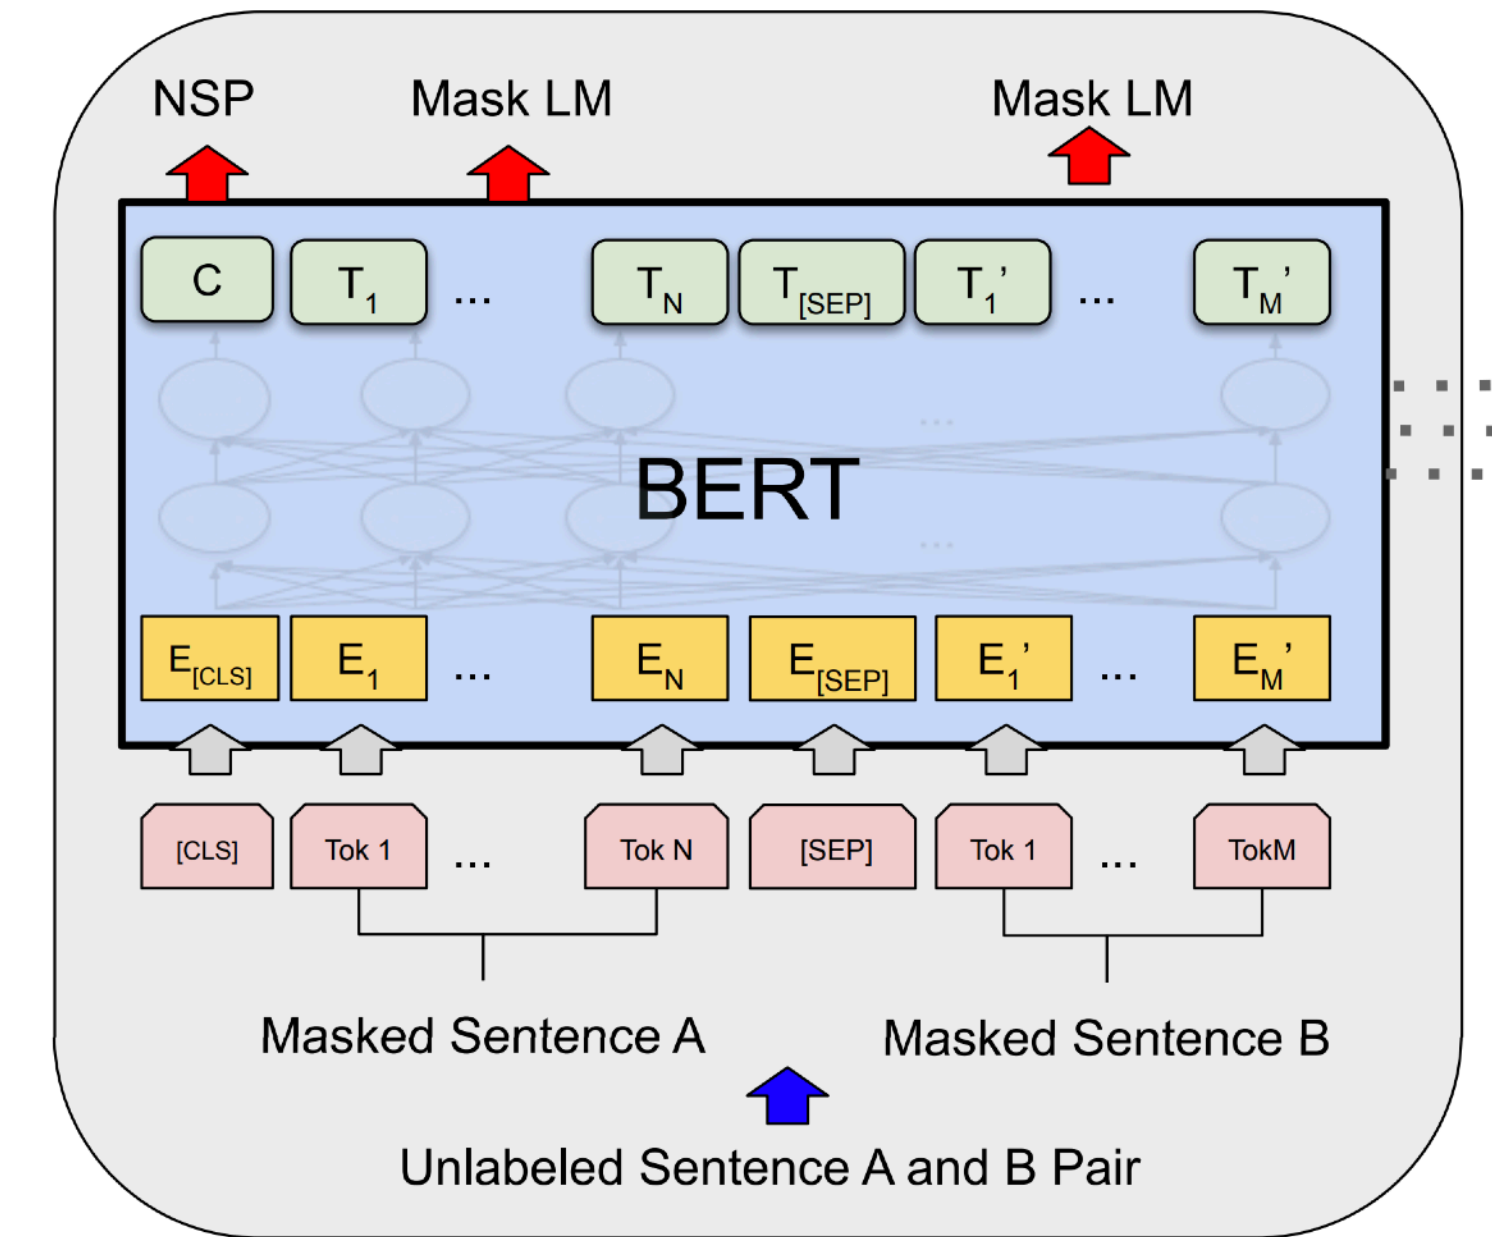 NSP Mask LM Mask LM
C T1 ... TN T[SEP] T1’ ... TM’
...
BERT
...
E[CLS] E1 ... EN E[SEP] E1’ ... EM’
[CLS] Tok 1 ... Tok N [SEP] Tok 1 ... TokM
Masked Sentence A Masked Sentence B
Unlabeled Sentence A and B Pair